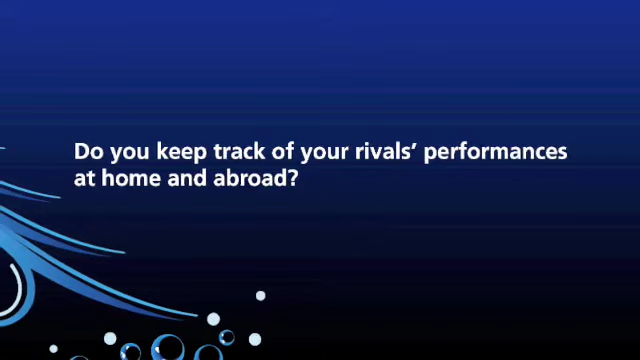 Do you keep track of your rivals’ performances
at home and abroad?